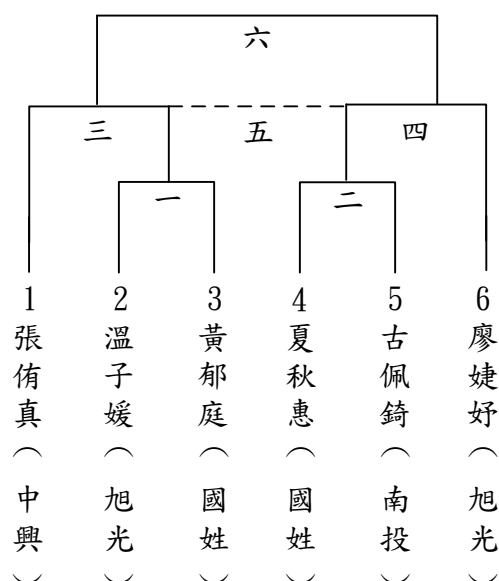 六
三 五 四
一 二
1 2 3 4 5 6
張侑真（中興）
溫子媛（旭光）
黃郁庭（國姓）
夏秋惠（國姓）
古佩錡（南投）
廖婕妤（旭光）